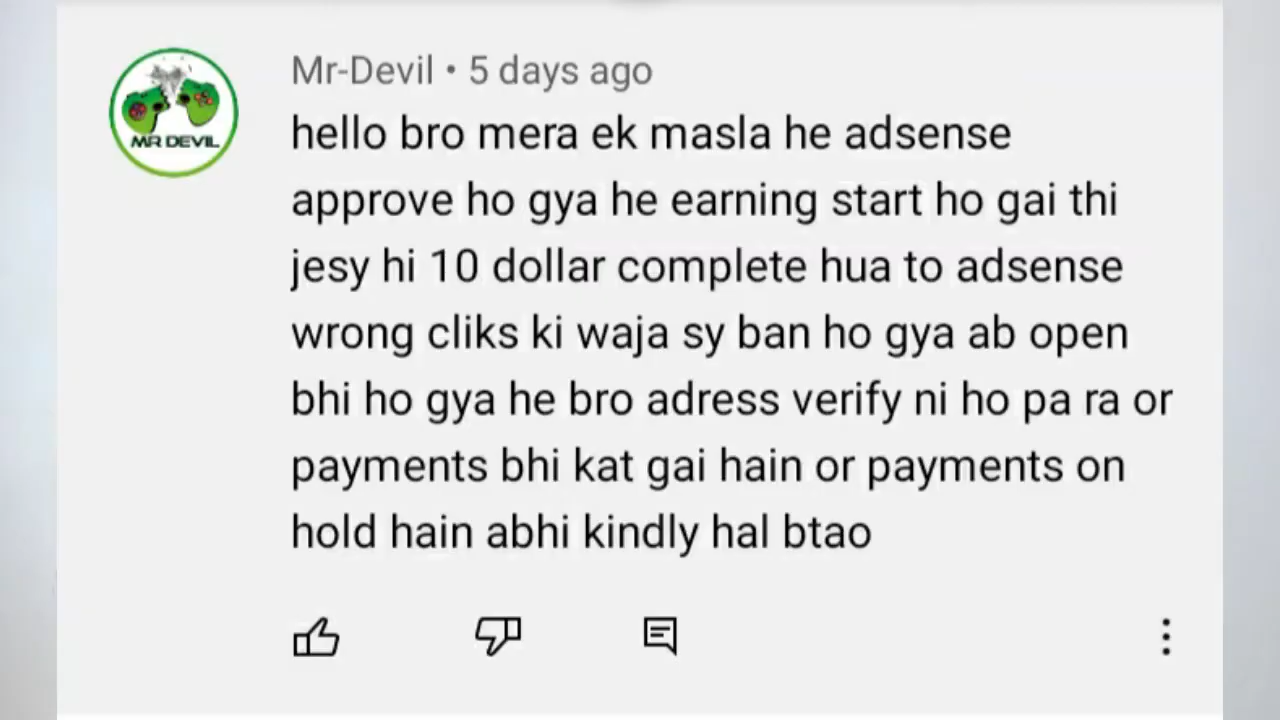 Mr-Devil • 5 days ago
MR DEVIL
hello bro mera ek masla he adsense
approve ho gya he earning start ho gai thi
jesy hi 10 dollar complete hua to adsense
wrong cliks ki waja sy ban ho gya ab open
bhi ho gya he bro adress verify ni ho pa ra or
payments bhi kat gai hain or payments on
hold hain abhi kindly hal btao